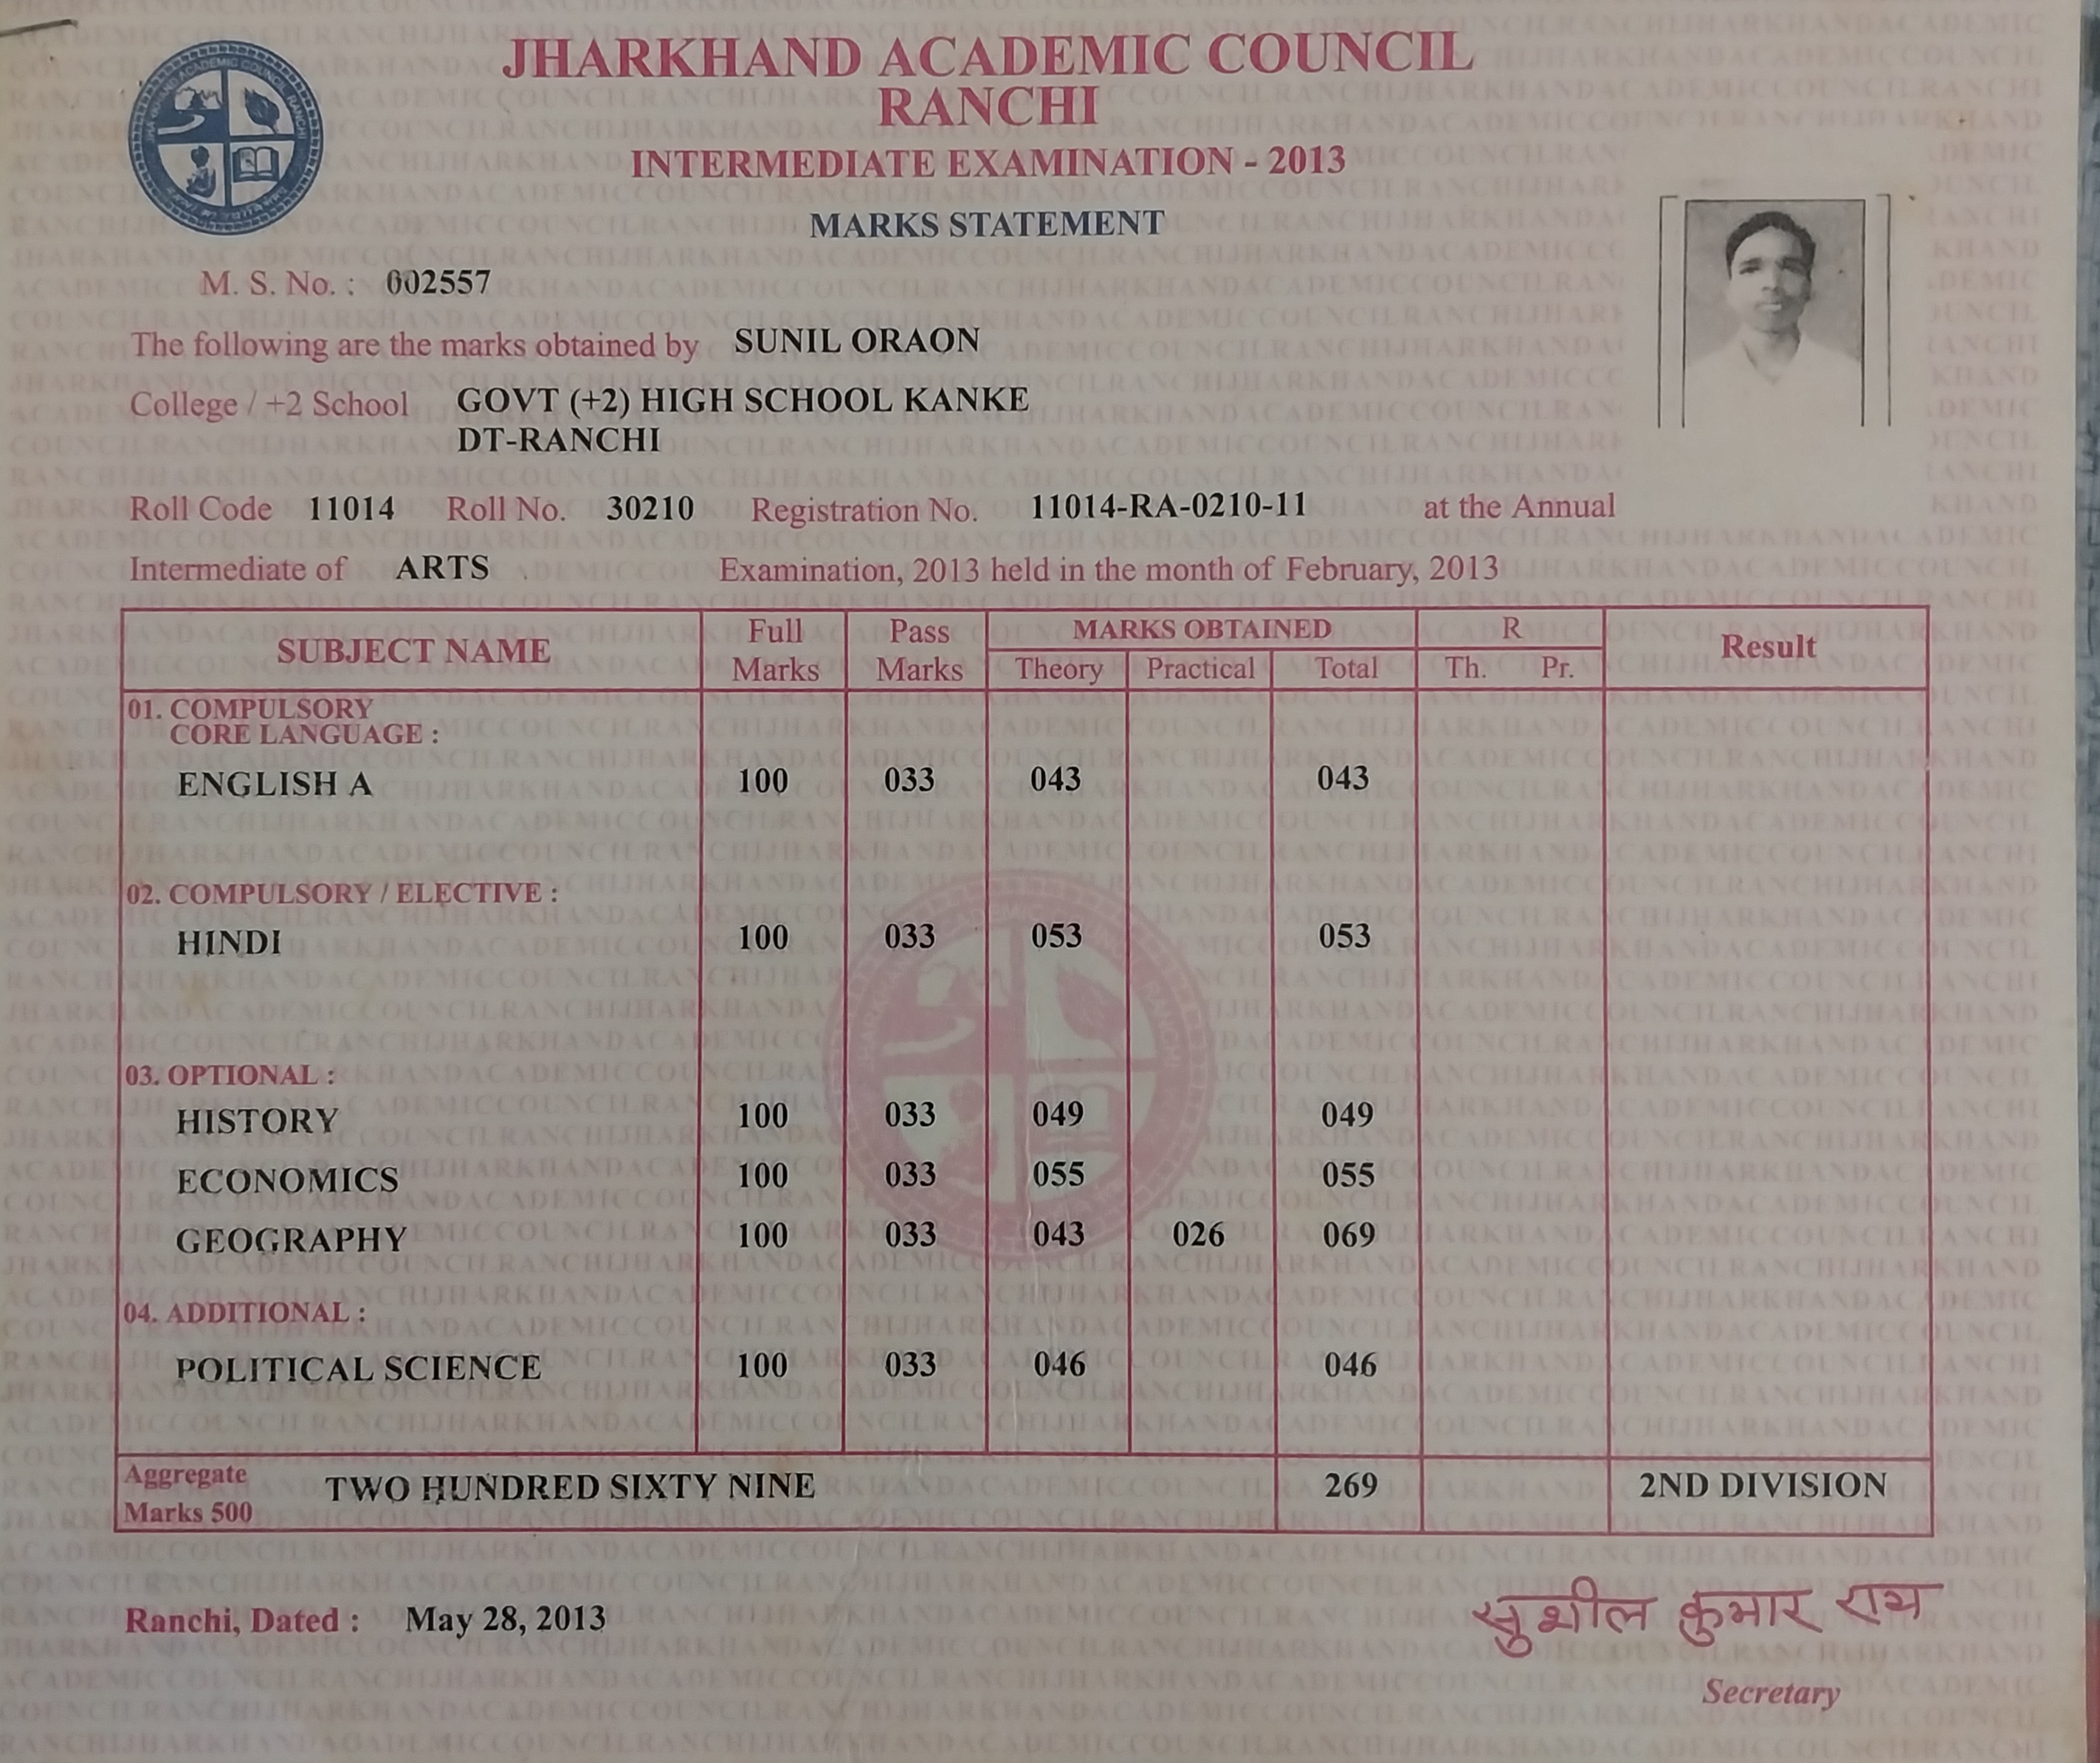 JHARKHAND ACADEMIC COUNCIL
RANCHI
INTERMEDIATE EXAMINATION - 2013
MARKS STATEMENT
M. S. No. : 002557
The following are the marks obtained by SUNIL ORAON
College / +2 School GOVT (+2) HIGH SCHOOL KANKE
DT-RANCHI
Roll Code 11014 Roll No. 30210 Registration No. 11014-RA-0210-11 at the Annual
Intermediate of ARTS Examination, 2013 held in the month of February, 2013
SUBJECT NAME Full Marks Pass Marks MARKS OBTAINED R Result
Theory Practical Total Th. Pr.
01. COMPULSORY
CORE LANGUAGE :
ENGLISH A 100 033 043 043
02. COMPULSORY / ELECTIVE :
HINDI 100 033 053 053
03. OPTIONAL :
HISTORY 100 033 049 049
ECONOMICS 100 033 055 055
GEOGRAPHY 100 033 043 026 069
04. ADDITIONAL :
POLITICAL SCIENCE 100 033 046 046
Aggregate
Marks 500 TWO HUNDRED SIXTY NINE 269 2ND DIVISION
Ranchi, Dated : May 28, 2013
सुशील कुमार राय
Secretary